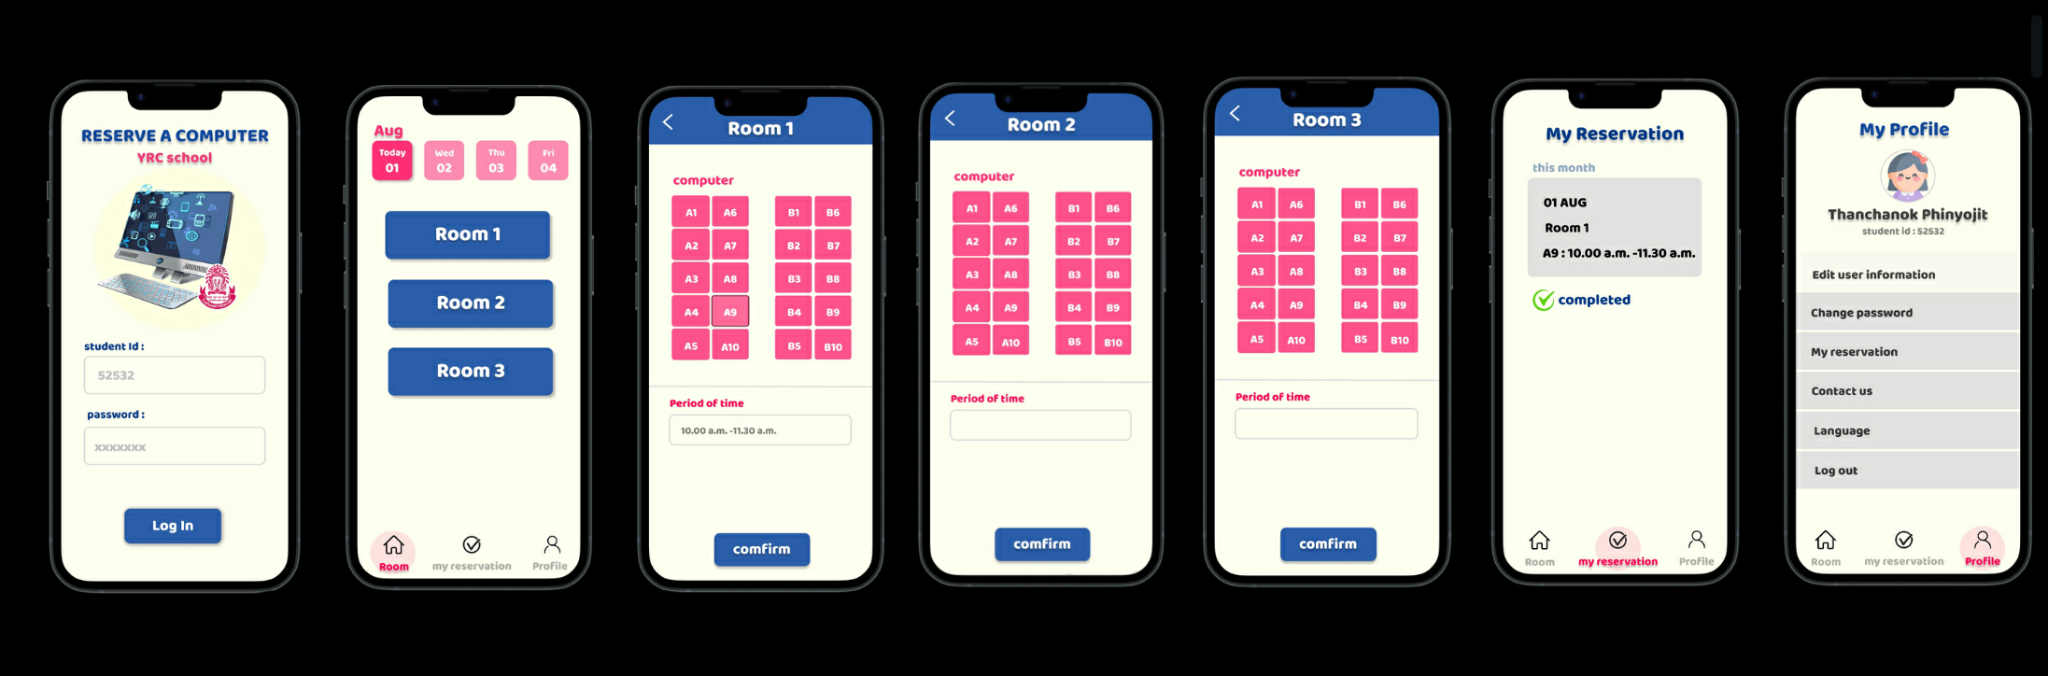 RESERVE A COMPUTER
YRC school
student Id :
52532
password :
xxxxxxx
Log In
Aug
Today Wed Thu Fri
01 02 03 04
Room 1
Room 2
Room 3
Room my reservation Profile
Room 1
computer
A1 A6 B1 B6
A2 A7 B2 B7
A3 A8 B3 B8
A4 A9 B4 B9
A5 A10 B5 B10
Period of time
10.00 a.m. -11.30 a.m.
comfirm
Room 2
computer
A1 A6 B1 B6
A2 A7 B2 B7
A3 A8 B3 B8
A4 A9 B4 B9
A5 A10 B5 B10
Period of time
comfirm
Room 3
computer
A1 A6 B1 B6
A2 A7 B2 B7
A3 A8 B3 B8
A4 A9 B4 B9
A5 A10 B5 B10
Period of time
comfirm
My Reservation
this month
01 AUG
Room 1
A9 : 10.00 a.m. -11.30 a.m.
completed
Room my reservation Profile
My Profile
Thanchanok Phinyojit
student id : 52532
Edit user information
Change password
My reservation
Contact us
Language
Log out
Room my reservation Profile